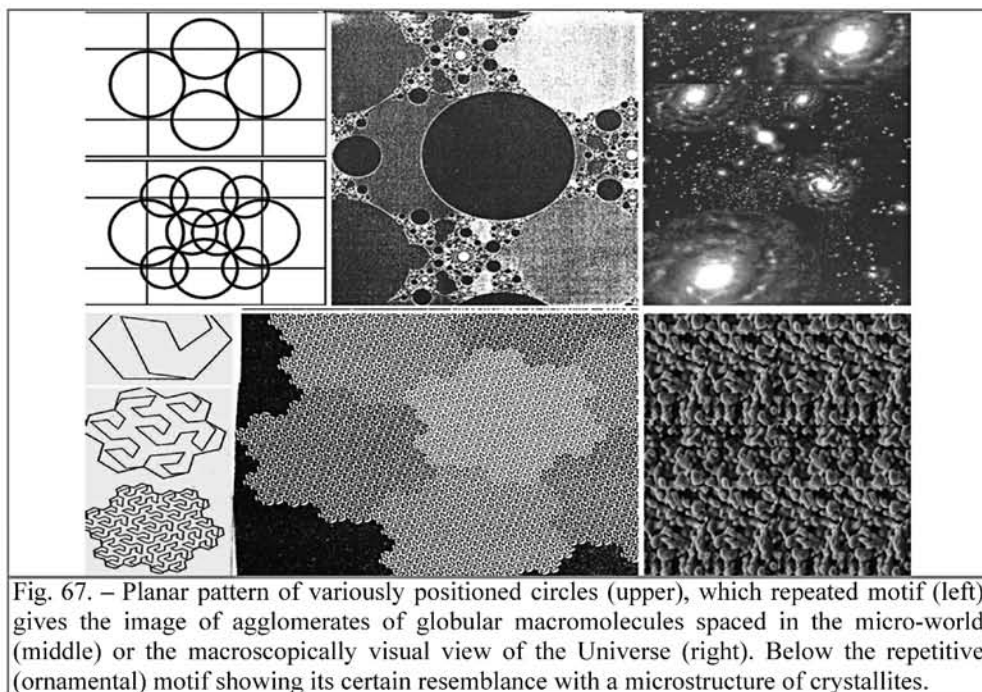 Fig. 67. – Planar pattern of variously positioned circles (upper), which repeated motif (left)
gives the image of agglomerates of globular macromolecules spaced in the micro-world
(middle) or the macroscopically visual view of the Universe (right). Below the repetitive
(ornamental) motif showing its certain resemblance with a microstructure of crystallites.